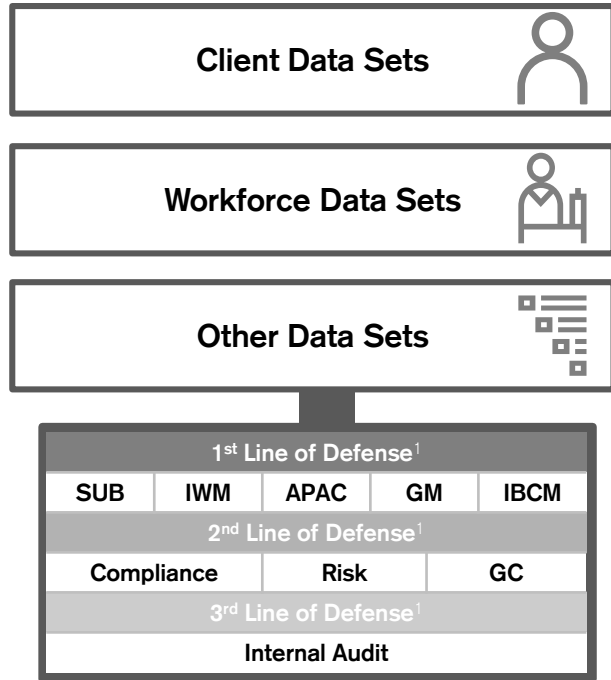 Client Data Sets
Workforce Data Sets
Other Data Sets
1st Line of Defense1
SUB IWM APAC GM IBCM
2nd Line of Defense1
Compliance Risk GC
3rd Line of Defense1
Internal Audit